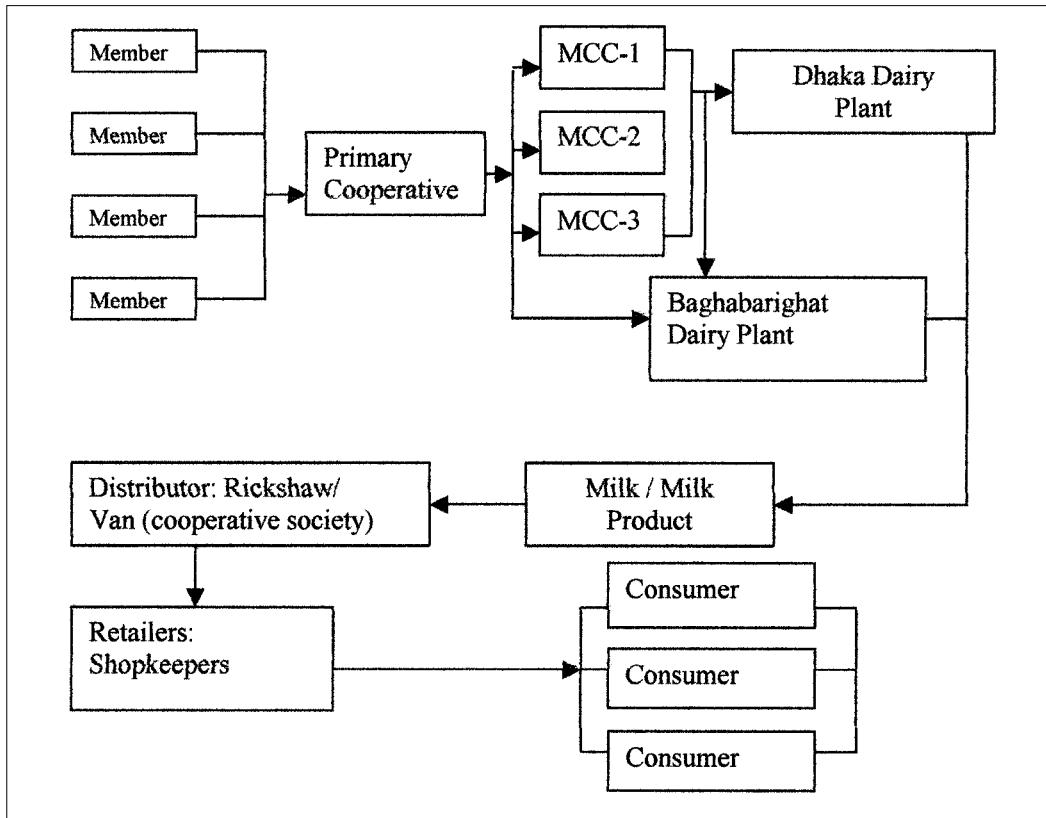 Member
Member
Member
Member
Primary
Cooperative
MCC-1
MCC-2
MCC-3
Dhaka Dairy
Plant
Baghabarighat
Dairy Plant
Milk / Milk
Product
Distributor: Rickshaw/
Van (cooperative society)
Retailers:
Shopkeepers
Consumer
Consumer
Consumer